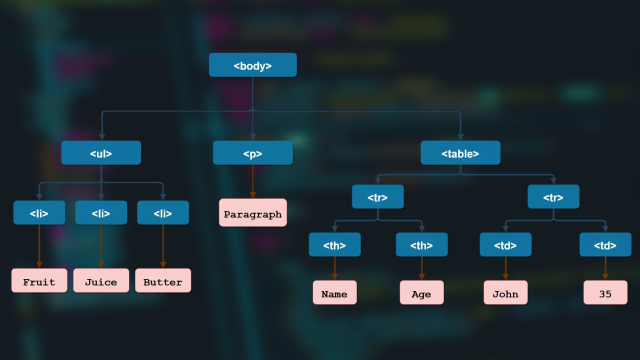 <body>
<ul>
<p>
<table>
<tr>
<tr>
<li>
<li>
<li>
Paragraph
<th>
<th>
<td>
<td>
Fruit
Juice
Butter
Name
Age
John
35